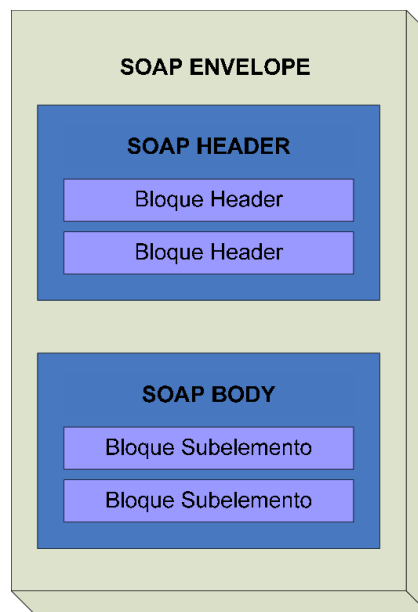 SOAP ENVELOPE
SOAP HEADER
Bloque Header
Bloque Header
SOAP BODY
Bloque Subelemento
Bloque Subelemento